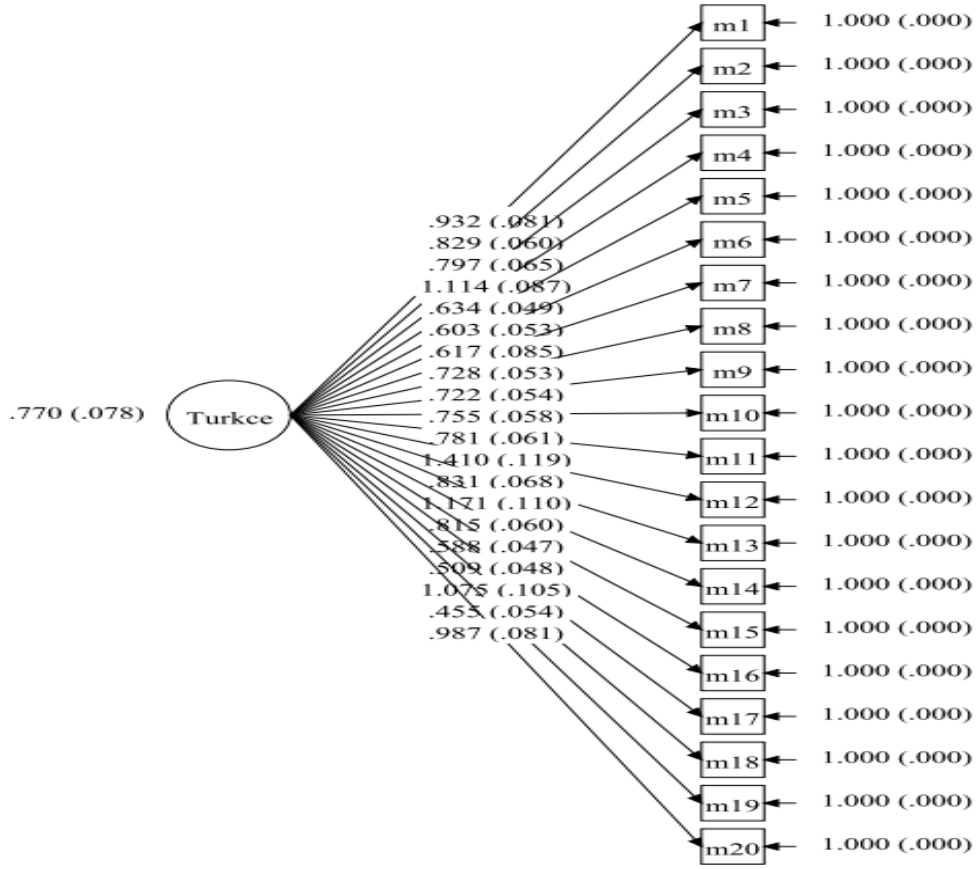 m1 1.000 (.000)
m2 1.000 (.000)
m3 1.000 (.000)
m4 1.000 (.000)
m5 1.000 (.000)
m6 1.000 (.000)
m7 1.000 (.000)
m8 1.000 (.000)
m9 1.000 (.000)
m10 1.000 (.000)
m11 1.000 (.000)
m12 1.000 (.000)
m13 1.000 (.000)
m14 1.000 (.000)
m15 1.000 (.000)
m16 1.000 (.000)
m17 1.000 (.000)
m18 1.000 (.000)
m19 1.000 (.000)
m20 1.000 (.000)
.932 (.081)
.829 (.060)
.797 (.065)
1.114 (.087)
.634 (.049)
.603 (.053)
.617 (.085)
.728 (.053)
.722 (.054)
.755 (.058)
.781 (.061)
1.410 (.119)
.831 (.068)
1.171 (.110)
.815 (.060)
.588 (.047)
.509 (.048)
1.075 (.105)
.455 (.054)
.987 (.081)
.770 (.078) Turkce